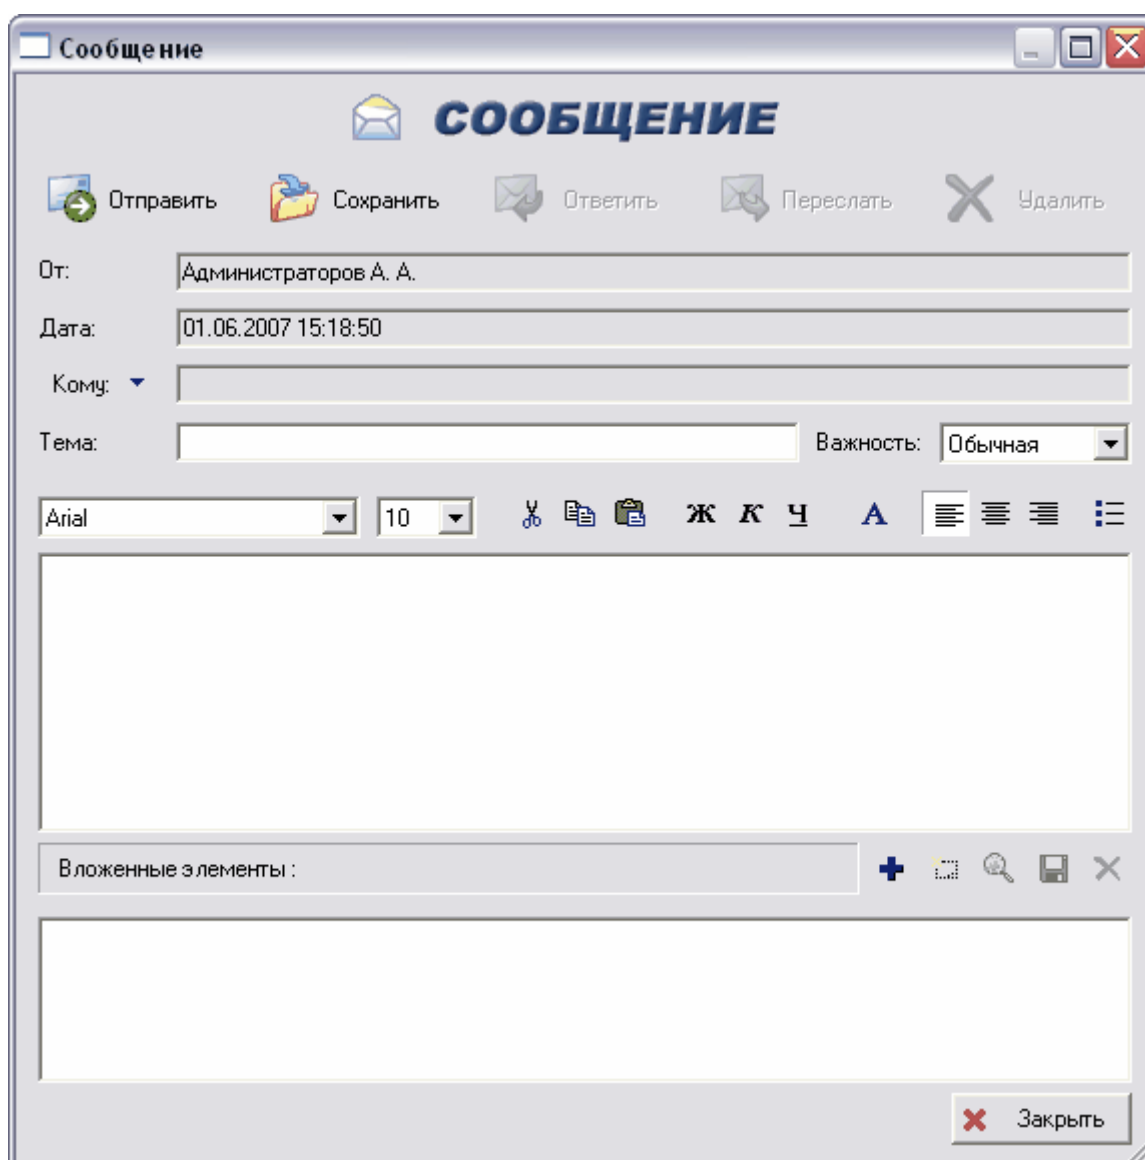 Сообщение
СООБЩЕНИЕ
Отправить Сохранить Ответить Переслать Удалить
От: Администраторов А. А.
Дата: 01.06.2007 15:18:50
Кому:
Тема: Важность: Обычная
Arial 10 Ж К Ч А
Вложенные элементы :
Закрыть